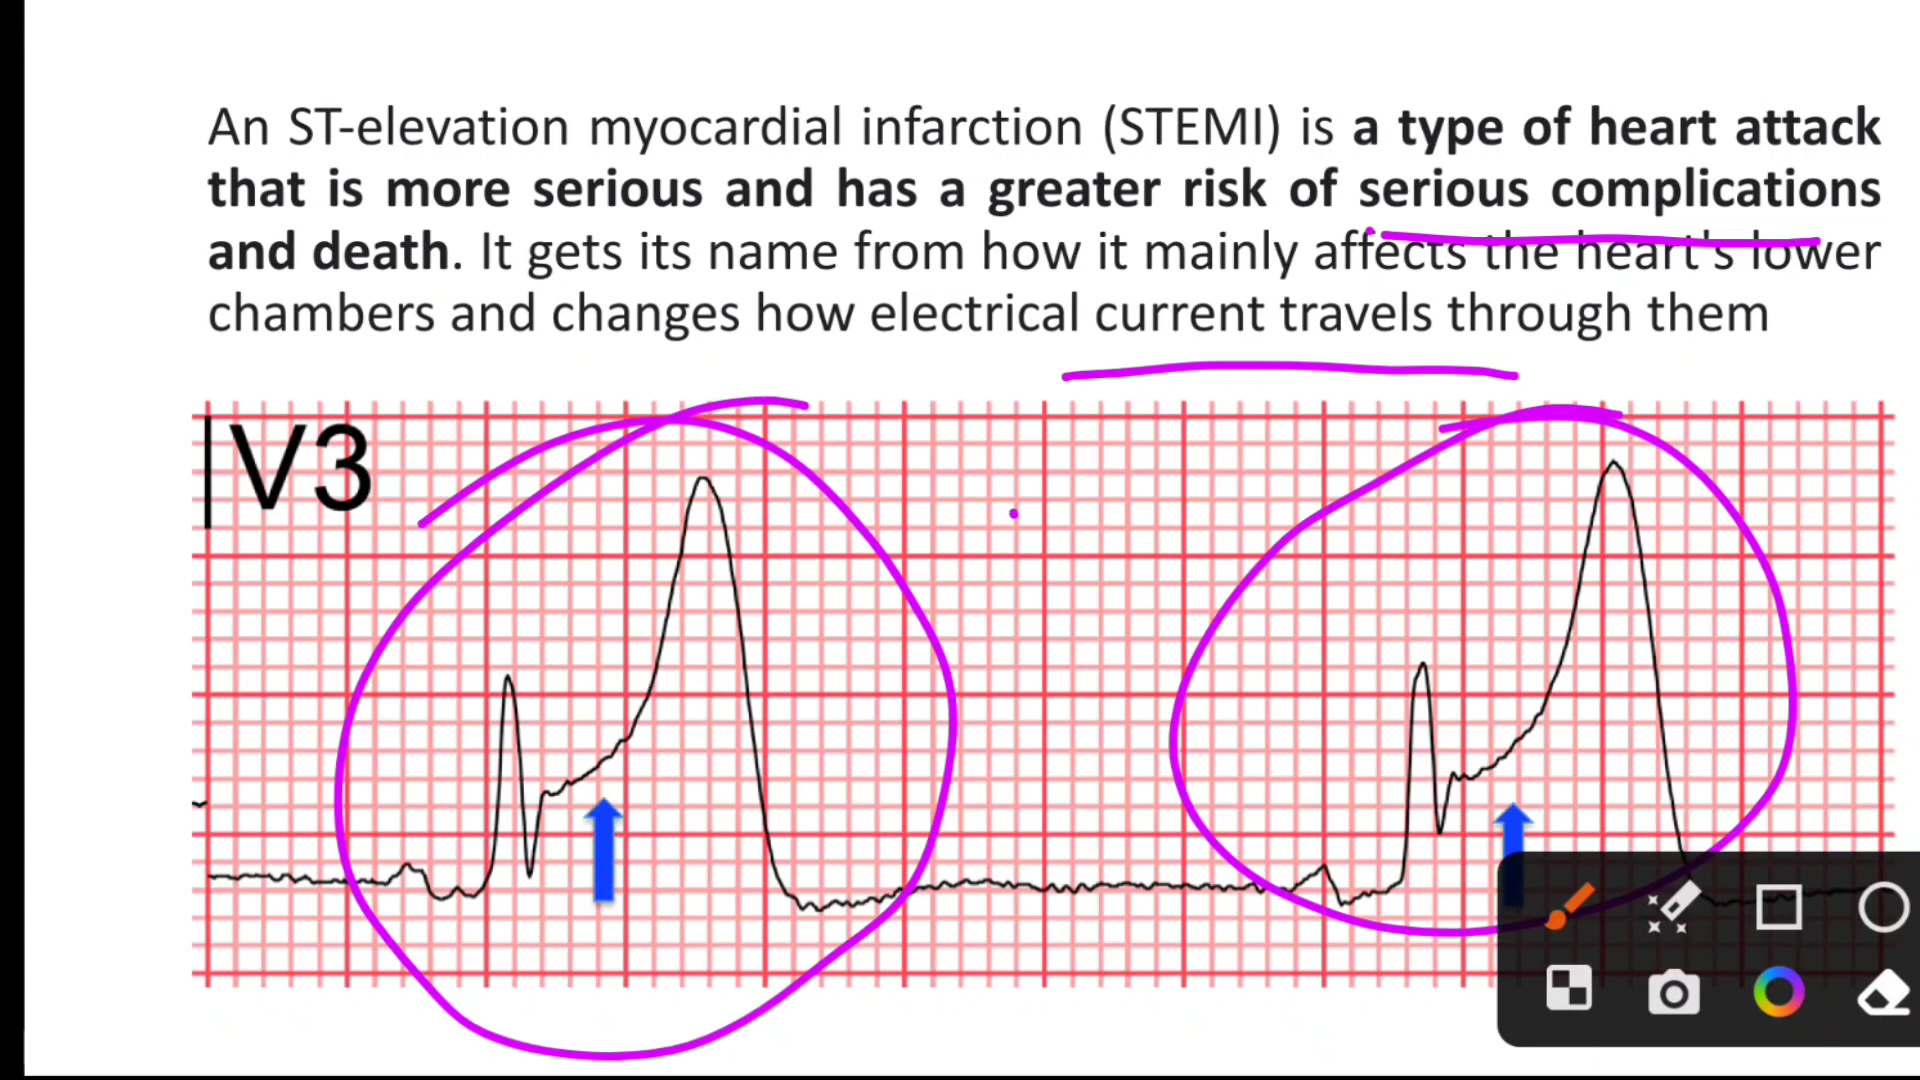 An ST-elevation myocardial infarction (STEMI) is a type of heart attack
that is more serious and has a greater risk of serious complications
and death. It gets its name from how it mainly affects the heart's lower
chambers and changes how electrical current travels through them
V3